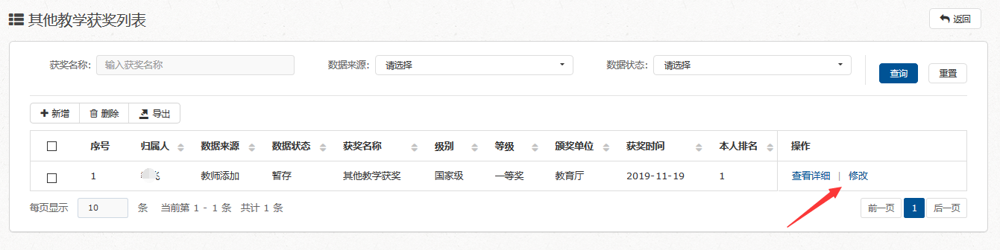 其他教学获奖列表 返回
获奖名称: 输入获奖名称 数据来源: 请选择 数据状态: 请选择 查询 重置
新增 删除 导出
序号 归属人 数据来源 数据状态 获奖名称 级别 等级 颁奖单位 获奖时间 本人排名 操作
1 教师添加 暂存 其他教学获奖 国家级 一等奖 教育厅 2019-11-19 1 查看详细 | 修改
每页显示 10 条 当前第 1 - 1 条 共计 1 条 前一页 1 后一页